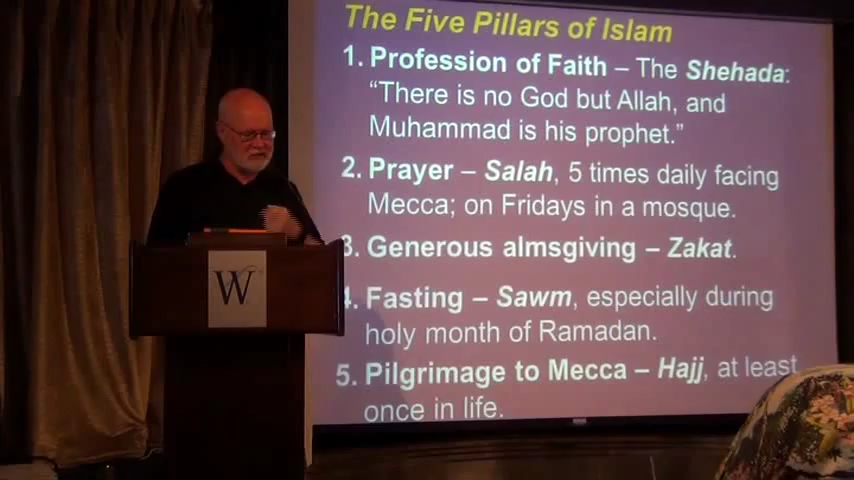 The Five Pillars of Islam
1. Profession of Faith – The Shehada:
“There is no God but Allah, and
Muhammad is his prophet.”
2. Prayer – Salah, 5 times daily facing
Mecca; on Fridays in a mosque.
3. Generous almsgiving – Zakat.
4. Fasting – Sawm, especially during
holy month of Ramadan.
5. Pilgrimage to Mecca – Hajj, at least
once in life.
W